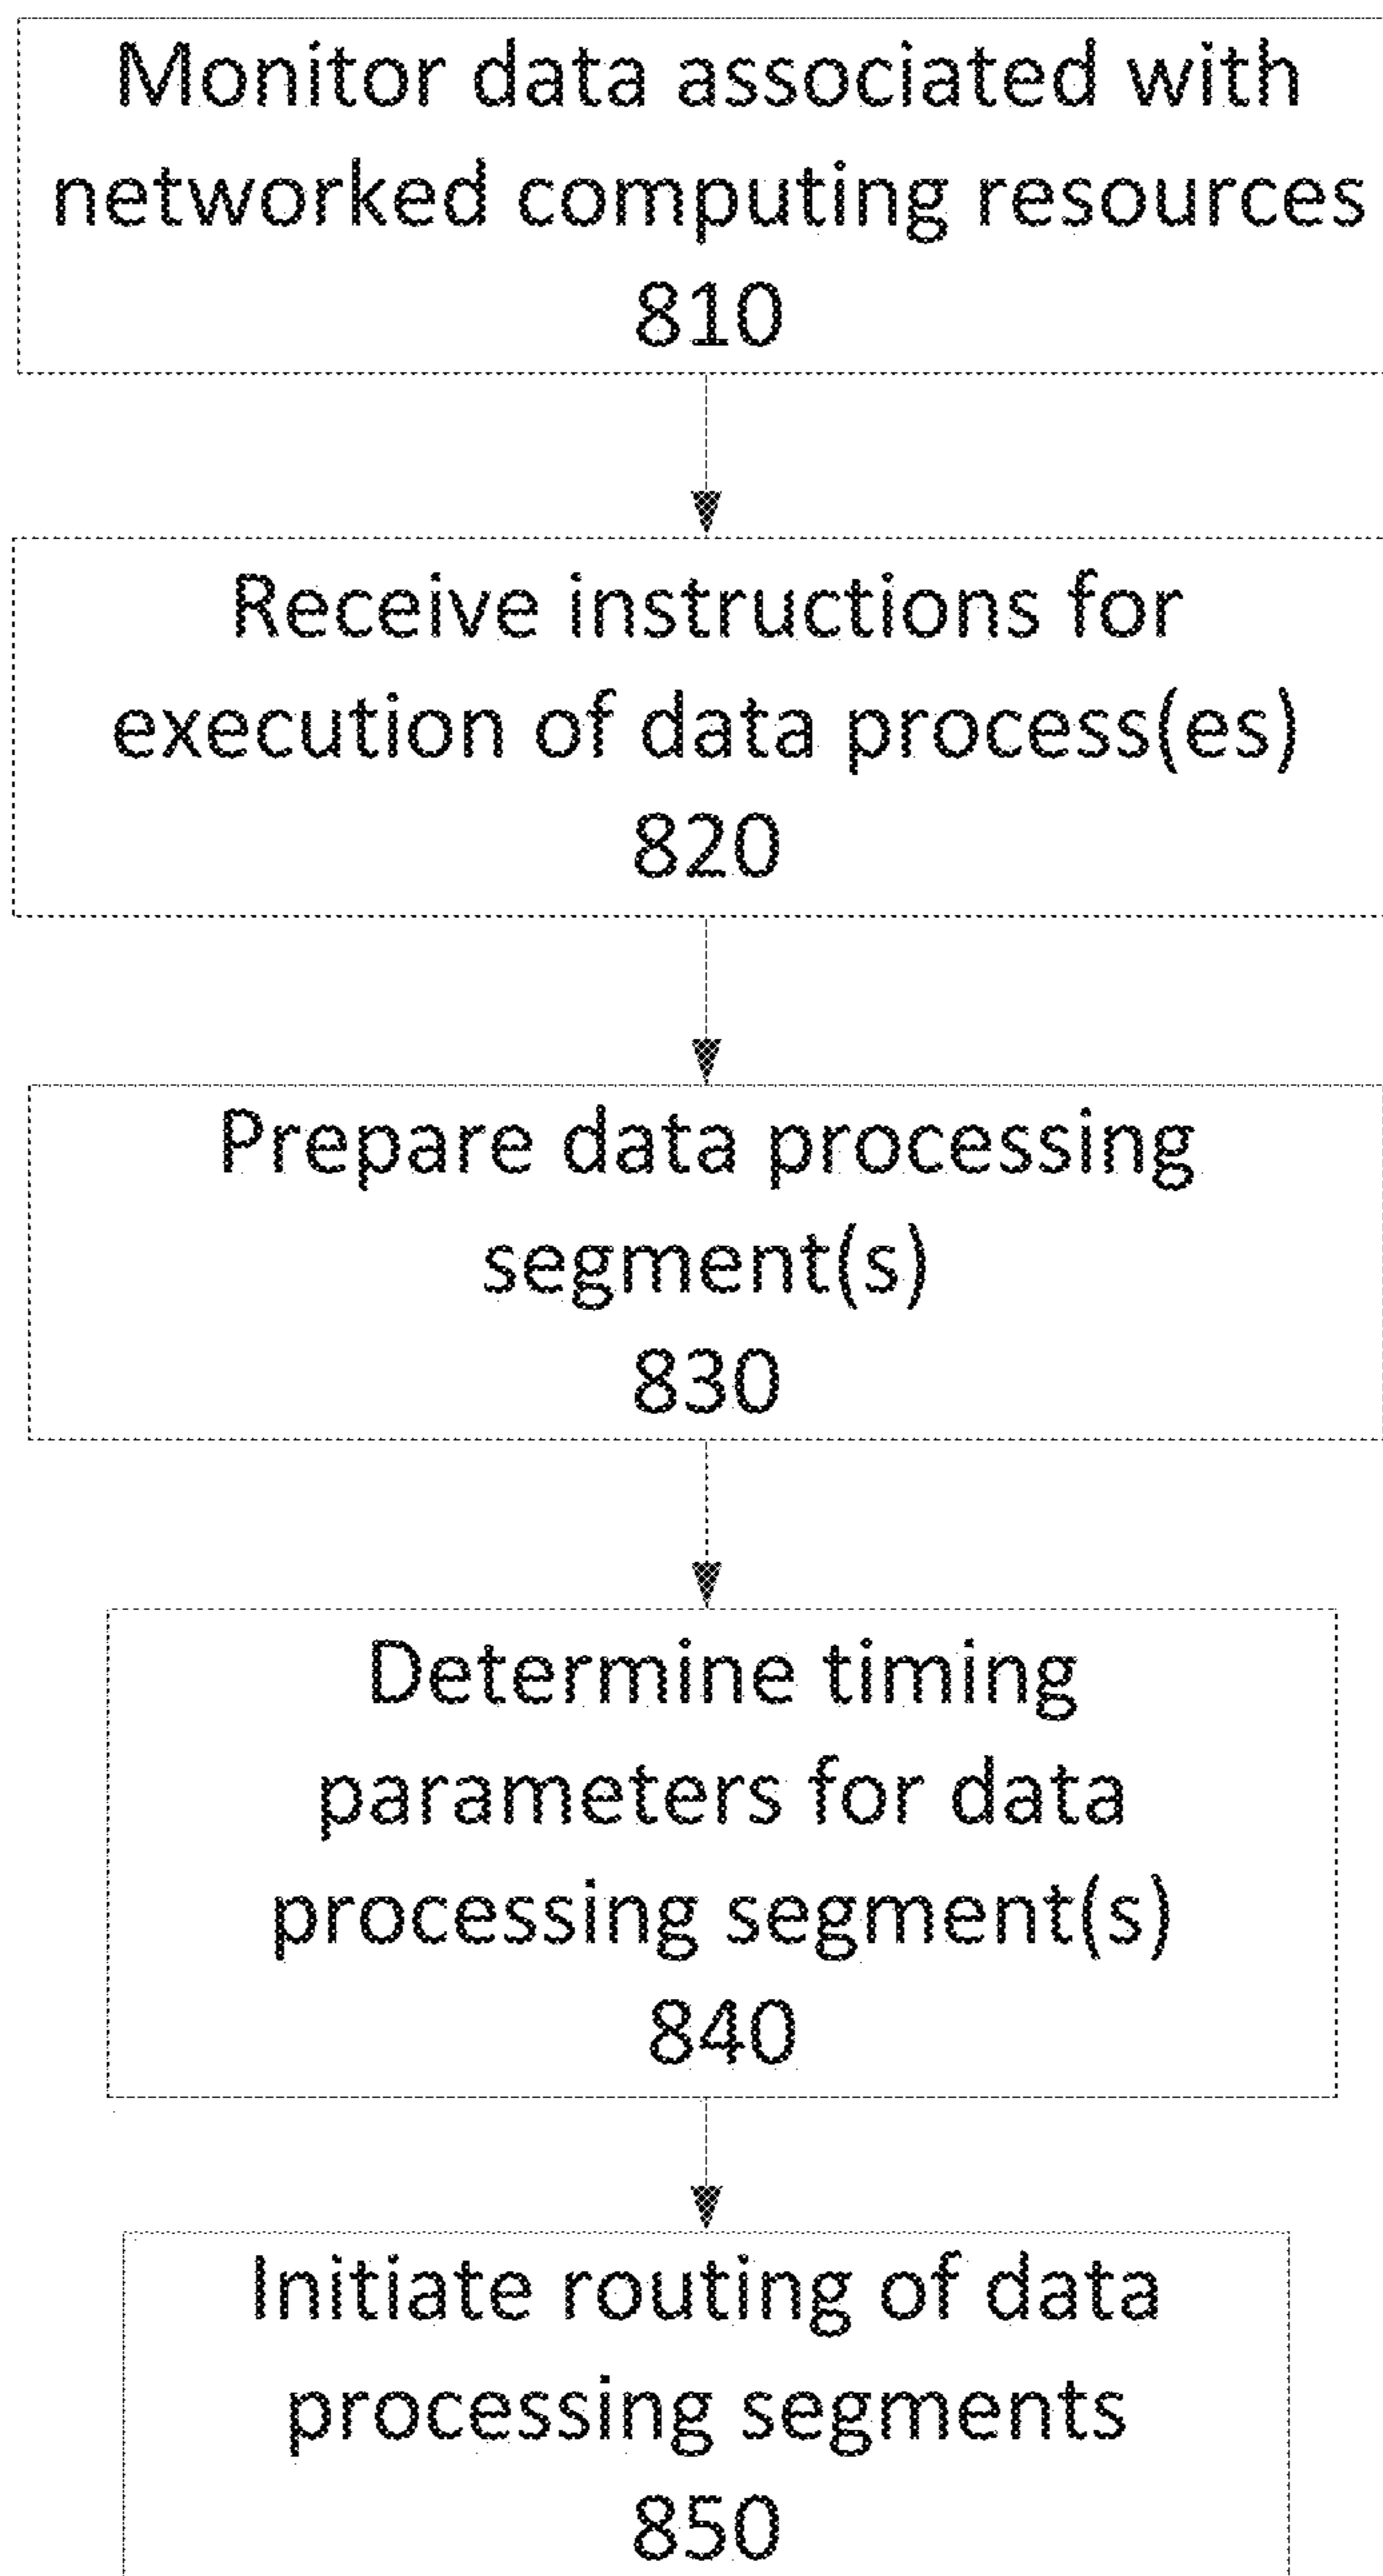 Monitor data associated with
networked computing resources
810
Receive instructions for
execution of data process(es)
820
Prepare data processing
segment(s)
830
Determine timing
parameters for data
processing segment(s)
840
Initiate routing of data
processing segments
850